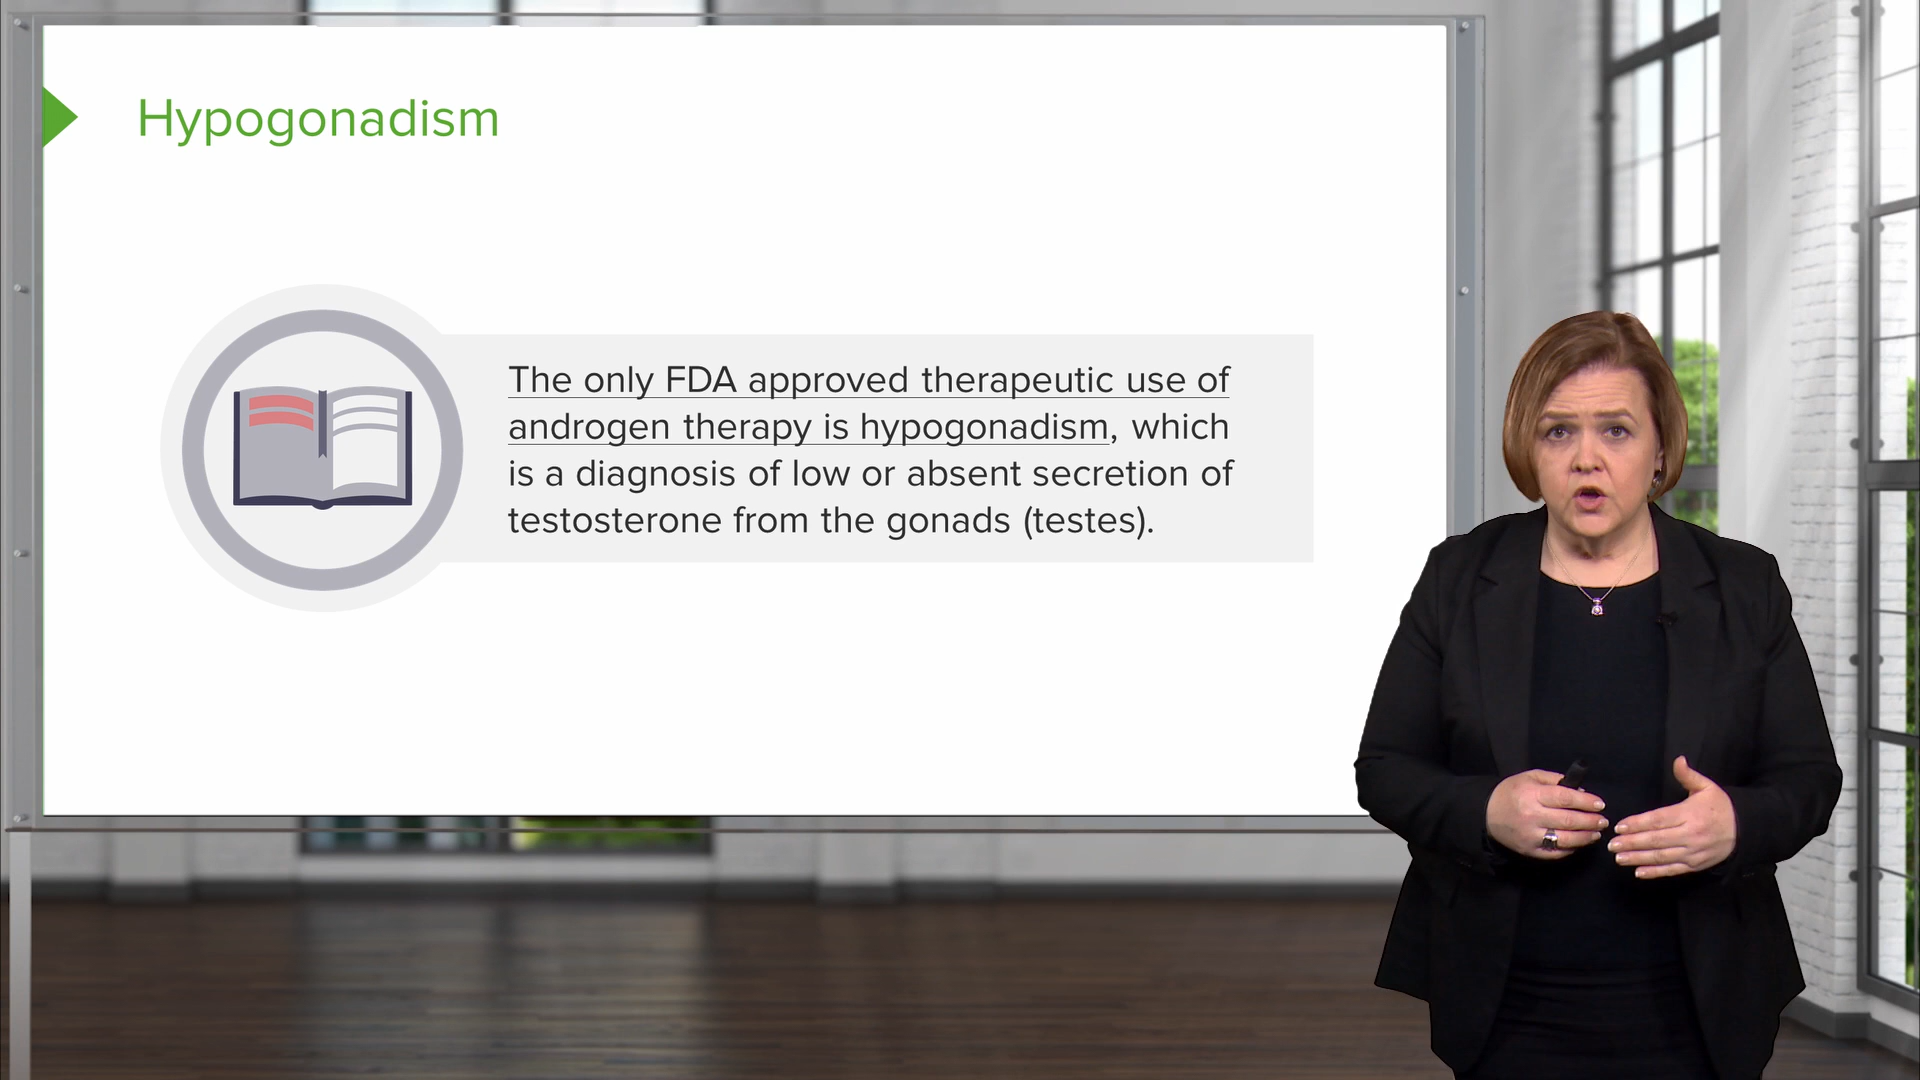 Hypogonadism
The only FDA approved therapeutic use of
androgen therapy is hypogonadism, which
is a diagnosis of low or absent secretion of
testosterone from the gonads (testes).